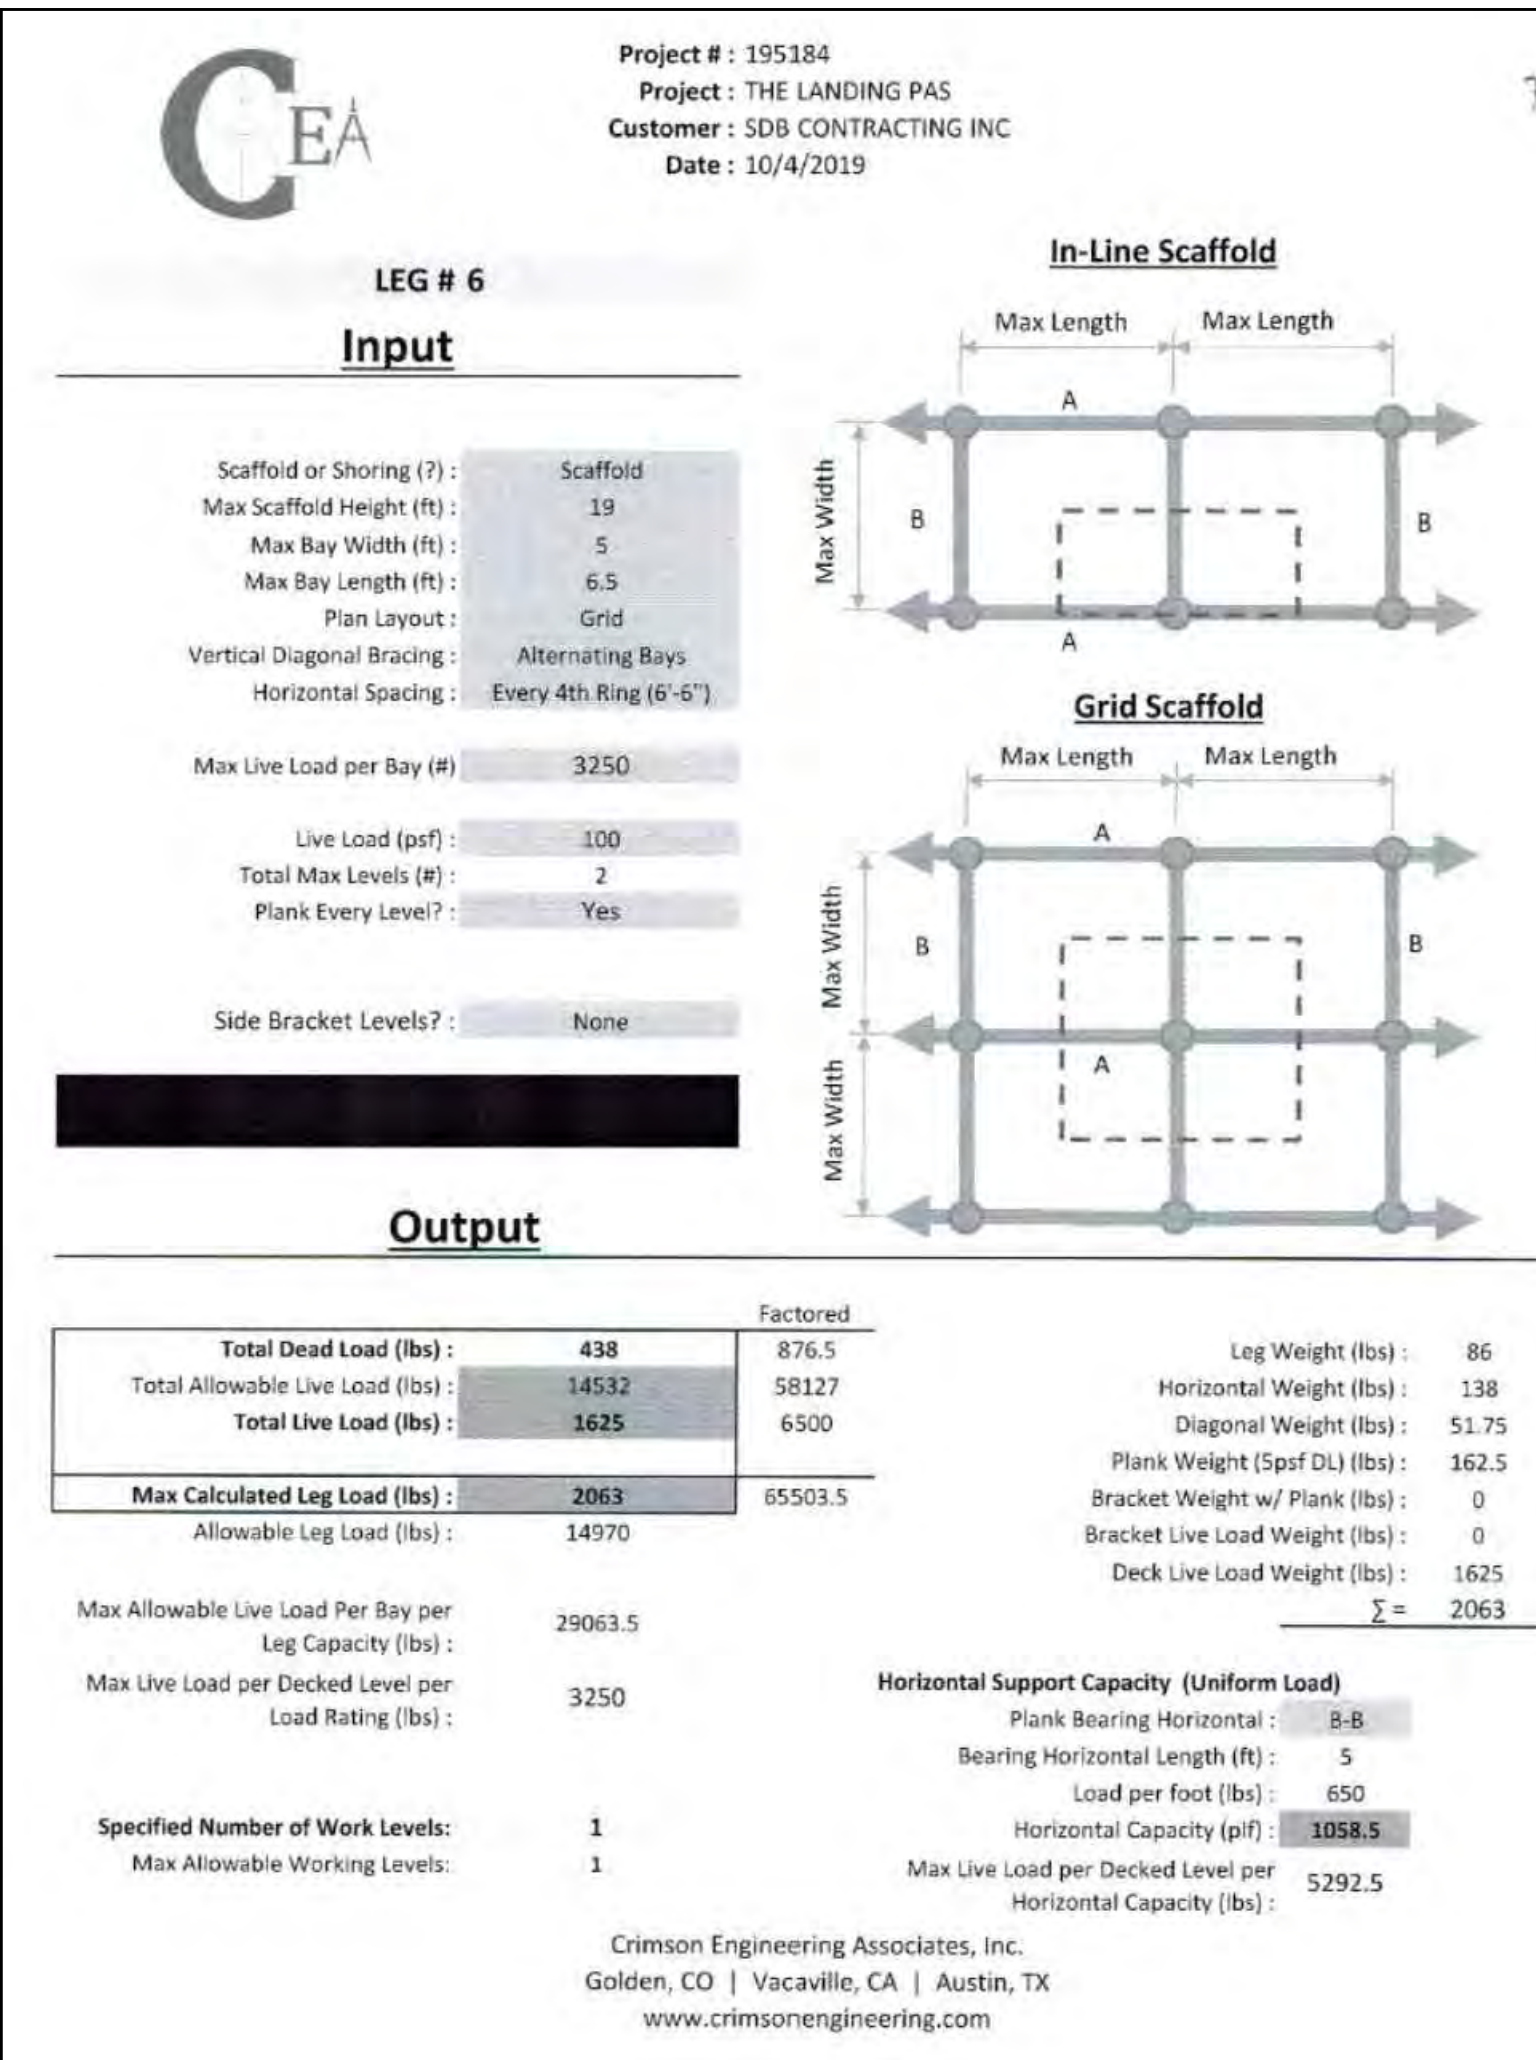 CEA
Project # : 195184
Project : THE LANDING PAS
Customer : SDB CONTRACTING INC
Date : 10/4/2019
LEG # 6
Input
Scaffold or Shoring (?) : Scaffold
Max Scaffold Height (ft) : 19
Max Bay Width (ft) : 5
Max Bay Length (ft) : 6.5
Plan Layout : Grid
Vertical Diagonal Bracing : Alternating Bays
Horizontal Spacing : Every 4th Ring (6'-6")
Max Live Load per Bay (#) 3250
Live Load (psf) : 100
Total Max Levels (#) : 2
Plank Every Level? : Yes
Side Bracket Levels? : None
In-Line Scaffold
Max Length Max Length
A
Max Width
B B
A
Grid Scaffold
Max Length Max Length
A
Max Width
B B
A
Max Width
Output
Factored
Total Dead Load (lbs) : 438 876.5
Total Allowable Live Load (lbs) : 14532 58127
Total Live Load (lbs) : 1625 6500
Max Calculated Leg Load (lbs) : 2063 65503.5
Allowable Leg Load (lbs) : 14970
Max Allowable Live Load Per Bay per
Leg Capacity (lbs) : 29063.5
Max Live Load per Decked Level per
Load Rating (lbs) : 3250
Specified Number of Work Levels: 1
Max Allowable Working Levels: 1
Leg Weight (lbs) : 86
Horizontal Weight (lbs) : 138
Diagonal Weight (lbs) : 51.75
Plank Weight (5psf DL) (lbs) : 162.5
Bracket Weight w/ Plank (lbs) : 0
Bracket Live Load Weight (lbs) : 0
Deck Live Load Weight (lbs) : 1625
∑ = 2063
Horizontal Support Capacity (Uniform Load)
Plank Bearing Horizontal : B-B
Bearing Horizontal Length (ft) : 5
Load per foot (lbs) : 650
Horizontal Capacity (plf) : 1058.5
Max Live Load per Decked Level per
Horizontal Capacity (lbs) : 5292.5
Crimson Engineering Associates, Inc.
Golden, CO | Vacaville, CA | Austin, TX
www.crimsonengineering.com